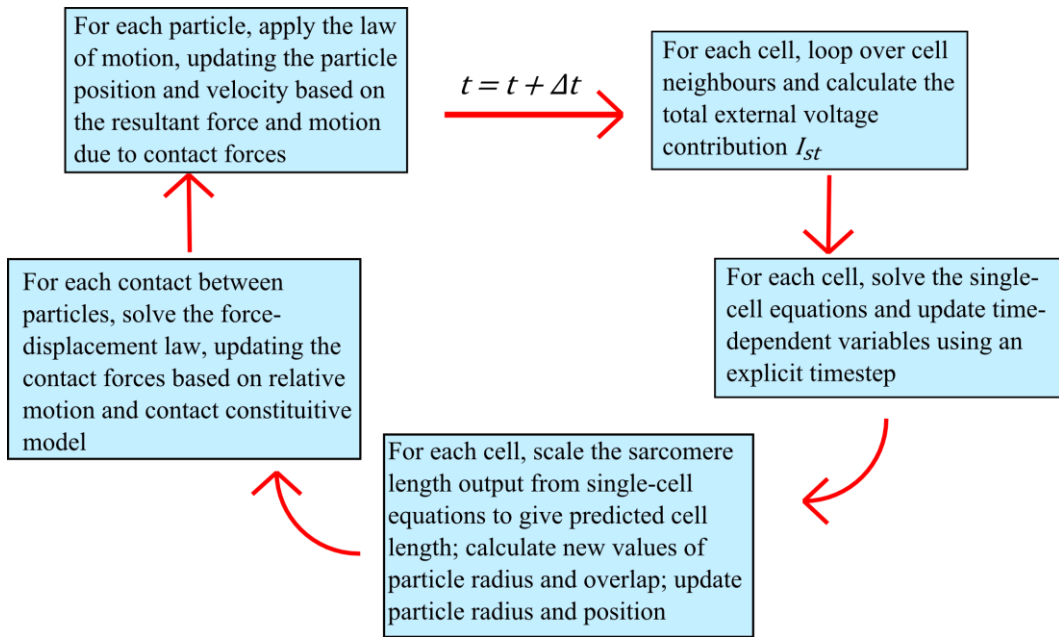 For each particle, apply the law
of motion, updating the particle
position and velocity based on
the resultant force and motion
due to contact forces
t = t + Δt
For each cell, loop over cell
neighbours and calculate the
total external voltage
contribution I_st
For each cell, solve the single-
cell equations and update time-
dependent variables using an
explicit timestep
For each cell, scale the sarcomere
length output from single-cell
equations to give predicted cell
length; calculate new values of
particle radius and overlap; update
particle radius and position
For each contact between
particles, solve the force-
displacement law, updating the
contact forces based on relative
motion and contact constituitive
model